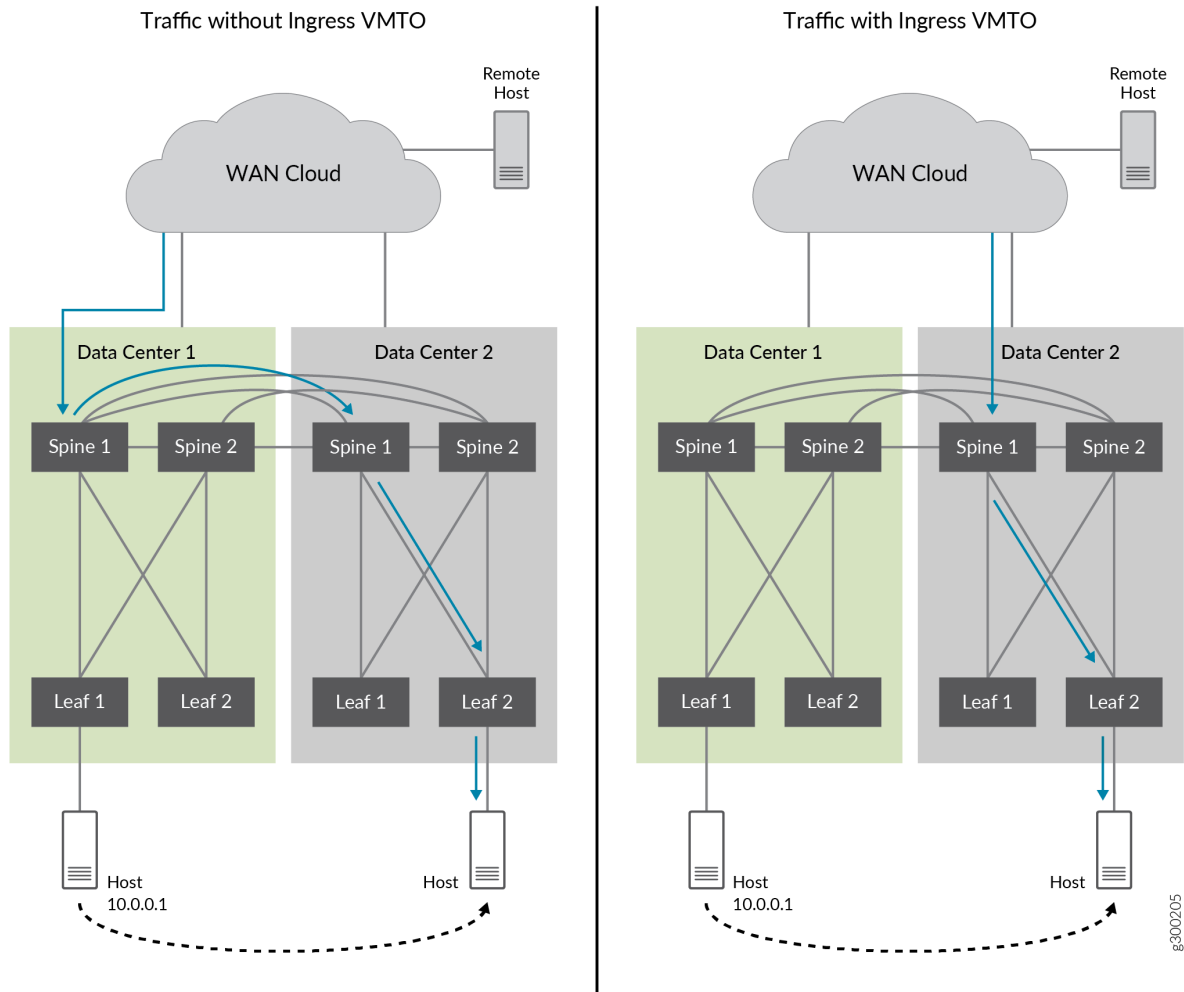 Traffic without Ingress VMTO
Remote
Host
WAN Cloud
Data Center 1
Data Center 2
Spine 1
Spine 2
Spine 1
Spine 2
Leaf 1
Leaf 2
Leaf 1
Leaf 2
Host
10.0.0.1
Host
Traffic with Ingress VMTO
Remote
Host
WAN Cloud
Data Center 1
Data Center 2
Spine 1
Spine 2
Spine 1
Spine 2
Leaf 1
Leaf 2
Leaf 1
Leaf 2
Host
10.0.0.1
Host
g300205